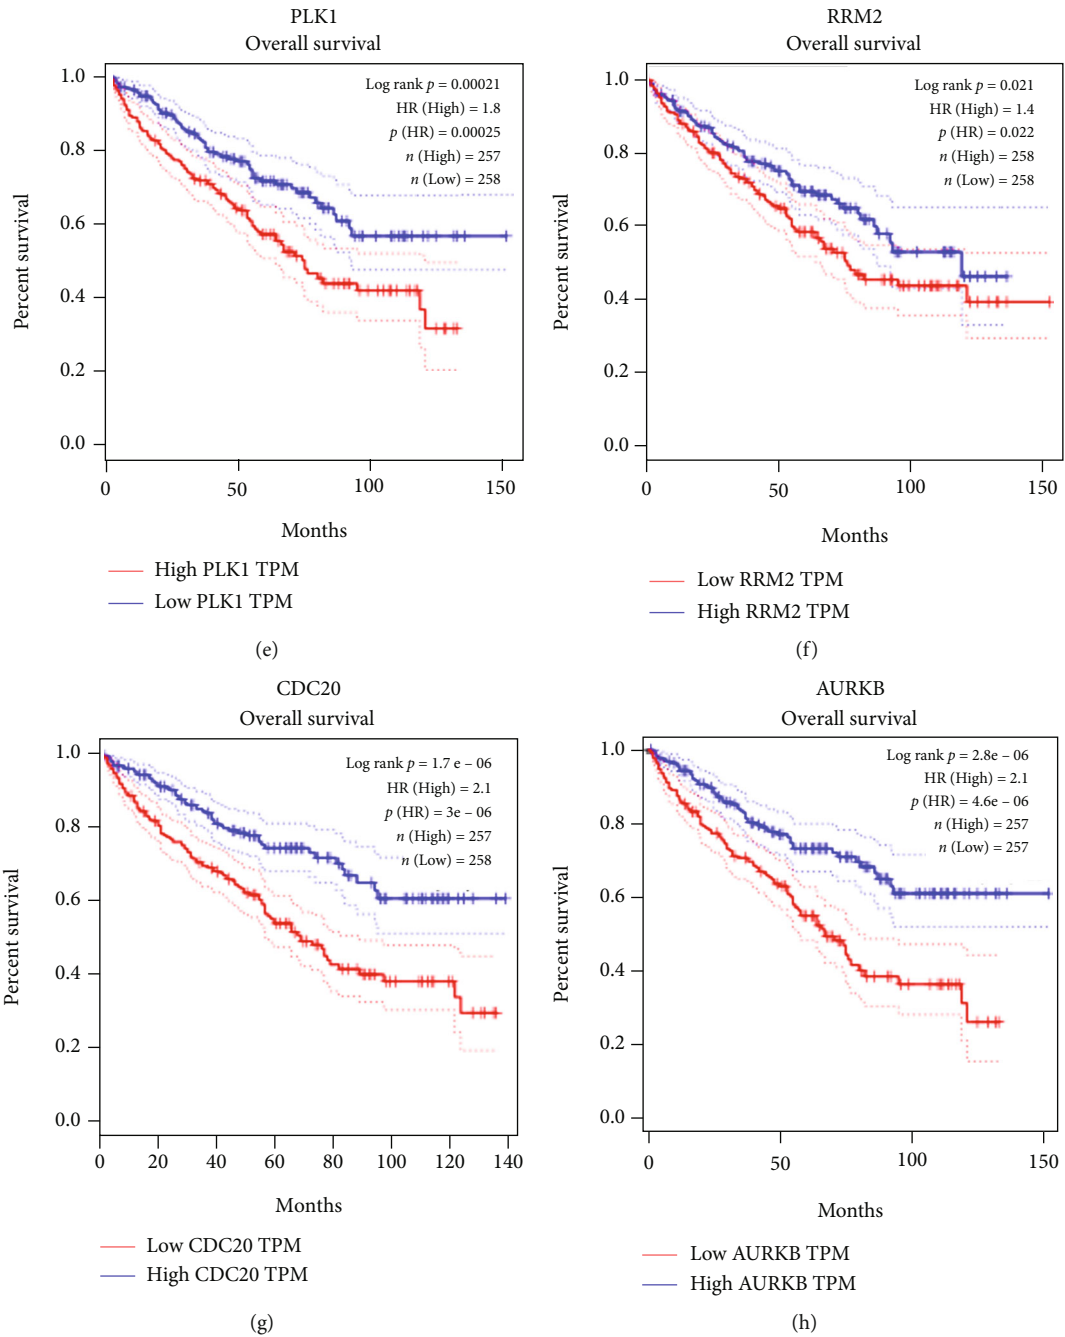 PLK1
Overall survival
Log rank p = 0.00021
HR (High) = 1.8
p (HR) = 0.00025
n (High) = 257
n (Low) = 258
Percent survival
1.0
0.8
0.6
0.4
0.2
0.0
0 50 100 150
Months
High PLK1 TPM
Low PLK1 TPM
(e)
RRM2
Overall survival
Log rank p = 0.021
HR (High) = 1.4
p (HR) = 0.022
n (High) = 258
n (Low) = 258
Percent survival
1.0
0.8
0.6
0.4
0.2
0.0
0 50 100 150
Months
Low RRM2 TPM
High RRM2 TPM
(f)
CDC20
Overall survival
Log rank p = 1.7 e – 06
HR (High) = 2.1
p (HR) = 3e – 06
n (High) = 257
n (Low) = 258
Percent survival
1.0
0.8
0.6
0.4
0.2
0.0
0 20 40 60 80 100 120 140
Months
Low CDC20 TPM
High CDC20 TPM
(g)
AURKB
Overall survival
Log rank p = 2.8e – 06
HR (High) = 2.1
p (HR) = 4.6e – 06
n (High) = 257
n (Low) = 257
Percent survival
1.0
0.8
0.6
0.4
0.2
0.0
0 50 100 150
Months
Low AURKB TPM
High AURKB TPM
(h)